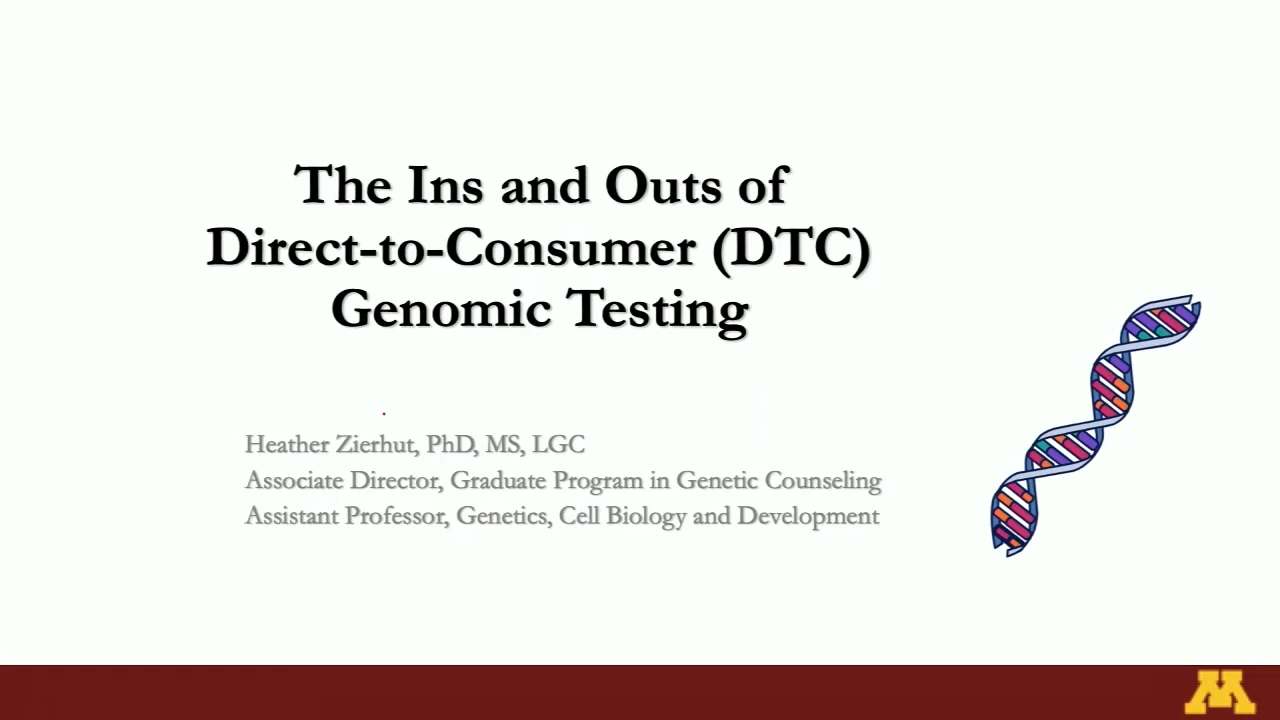 The Ins and Outs of
Direct-to-Consumer (DTC)
Genomic Testing
Heather Zierhut, PhD, MS, LGC
Associate Director, Graduate Program in Genetic Counseling
Assistant Professor, Genetics, Cell Biology and Development
M